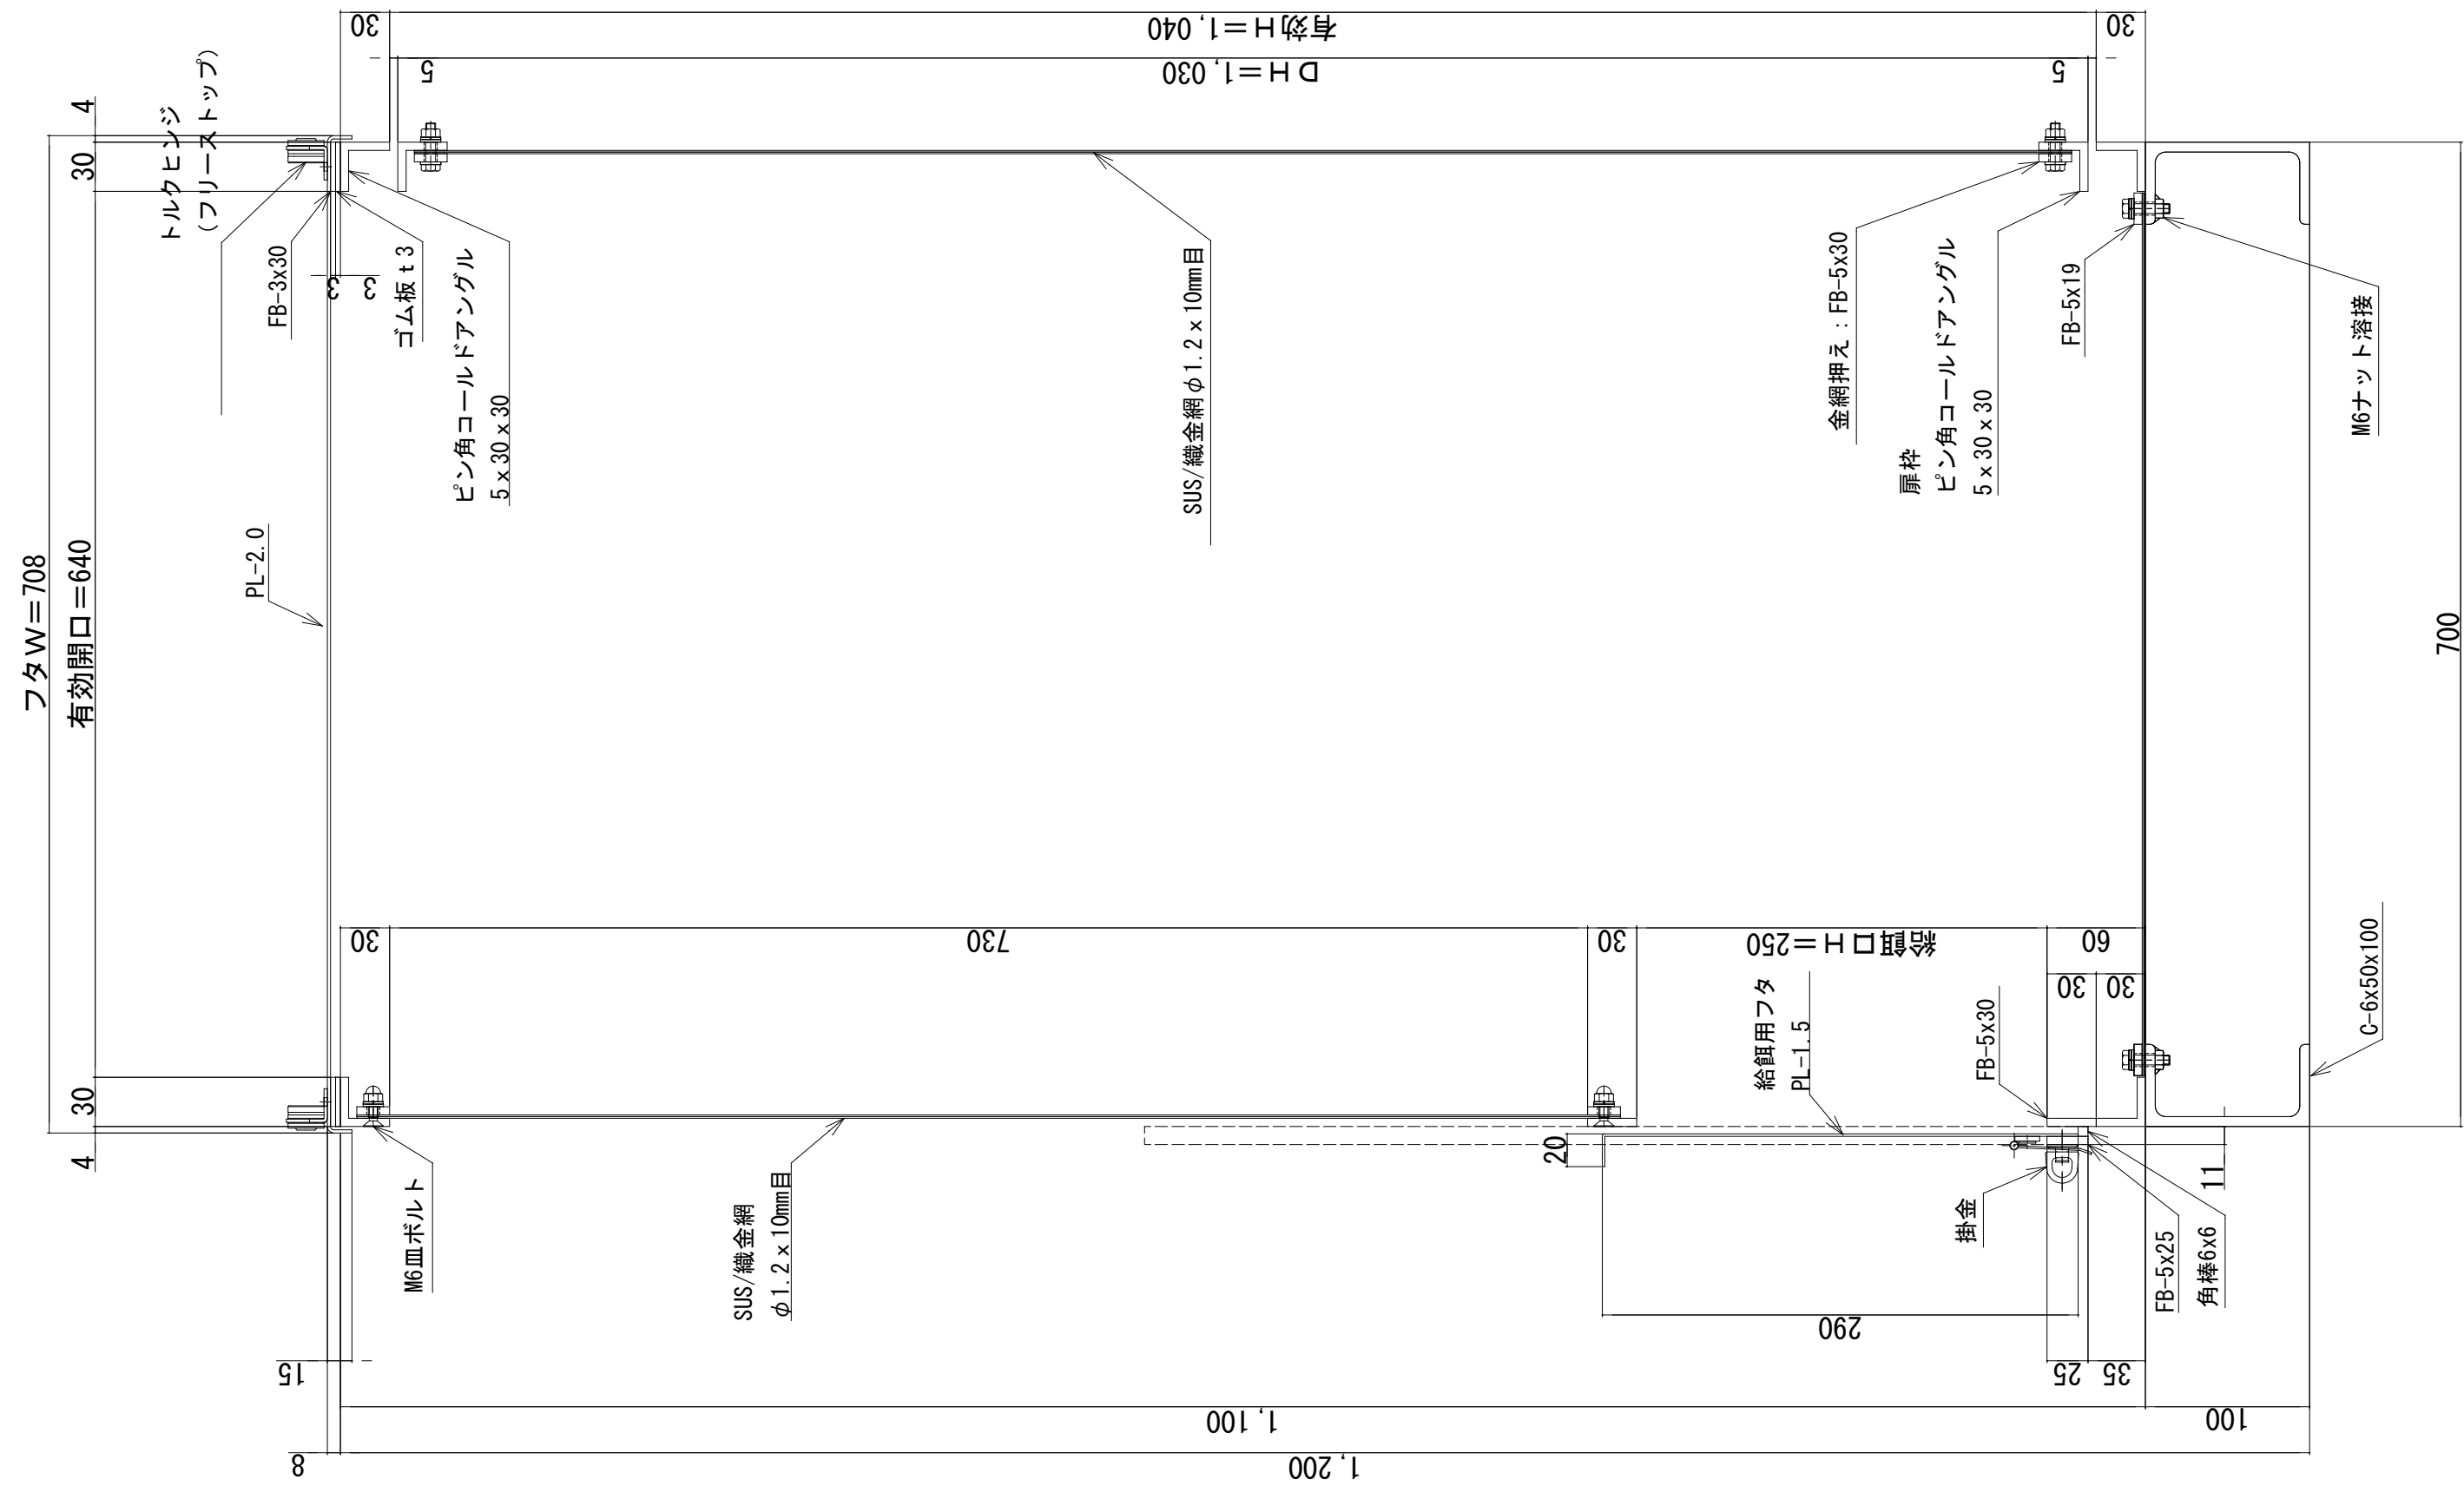 フタW=708
有効開口=640
4
30
30
4
トルクヒンジ
(フリーストップ)
FB-3x30
3
3
ゴム板t3
ピン角コールドアングル
5x30x30
PL-2.0
30
有効H=1,040
30
5
DH=1,030
5
SUS/織金網φ1.2x10mm目
金網押え:FB-5x30
扉枠
ピン角コールドアングル
5x30x30
FB-5x19
M6ナット溶接
700
30
730
30
給餌口H=250
60
30
30
給餌用フタ
PL-1.5
FB-5x30
C-6x50x100
20
11
M6皿ボルト
SUS/織金網
φ1.2x10mm目
掛金
FB-5x25
角棒6x6
290
15
25
35
1,100
100
8
1,200